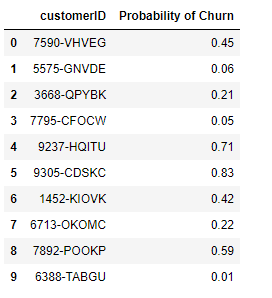 customerID Probability of Churn
0 7590-VHVEG 0.45
1 5575-GNVDE 0.06
2 3668-QPYBK 0.21
3 7795-CFOCW 0.05
4 9237-HQITU 0.71
5 9305-CDSKC 0.83
6 1452-KIOVK 0.42
7 6713-OKOMC 0.22
8 7892-POOKP 0.59
9 6388-TABGU 0.01